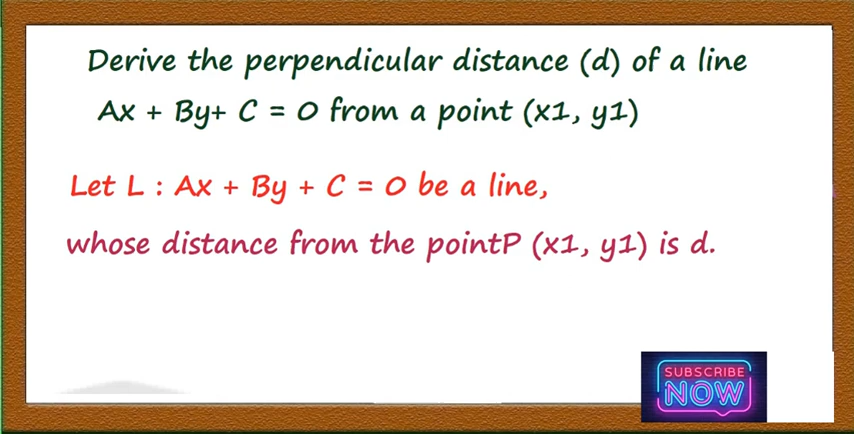 Derive the perpendicular distance (d) of a line
Ax + By+ C = 0 from a point (x1, y1)
Let L : Ax + By + C = 0 be a line,
whose distance from the pointP (x1, y1) is d.
SUBSCRIBE
NOW